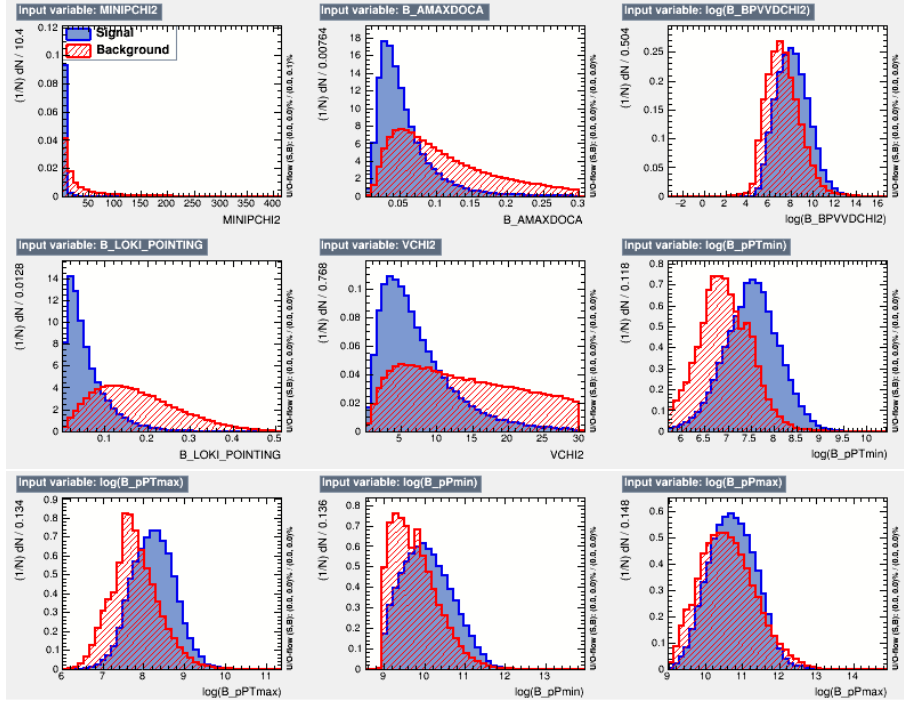 Input variable: MINIPCHI2
Input variable: B_AMAXDOCA
Input variable: log(B_BPVVDCHI2)
Signal
Background
(1/N) dN / 10.4
0.12
0.1
0.08
0.06
0.04
0.02
0
50 100 150 200 250 300 350 400
MINIPCHI2
U/O-flow (S,B): (0.0, 0.0)% / (0.0, 0.1)%
(1/N) dN / 0.00764
18
16
14
12
10
8
6
4
2
0
0.05 0.1 0.15 0.2 0.25 0.3
B_AMAXDOCA
U/O-flow (S,B): (0.0, 0.0)% / (0.0, 0.0)%
(1/N) dN / 0.504
0.25
0.2
0.15
0.1
0.05
0
-2 0 2 4 6 8 10 12 14 16
log(B_BPVVDCHI2)
U/O-flow (S,B): (0.0, 0.0)% / (0.0, 0.0)%
Input variable: B_LOKI_POINTING
Input variable: VCHI2
Input variable: log(B_pPTmin)
(1/N) dN / 0.0128
14
12
10
8
6
4
2
0
0.1 0.2 0.3 0.4 0.5
B_LOKI_POINTING
U/O-flow (S,B): (0.0, 0.0)% / (0.0, 0.0)%
(1/N) dN / 0.768
0.1
0.08
0.06
0.04
0.02
0
5 10 15 20 25 30
VCHI2
U/O-flow (S,B): (0.0, 0.0)% / (0.0, 0.0)%
(1/N) dN / 0.118
0.8
0.7
0.6
0.5
0.4
0.3
0.2
0.1
0
6 6.5 7 7.5 8 8.5 9 9.5 10
log(B_pPTmin)
U/O-flow (S,B): (0.0, 0.0)% / (0.0, 0.0)%
Input variable: log(B_pPTmax)
Input variable: log(B_pPmin)
Input variable: log(B_pPmax)
(1/N) dN / 0.134
0.9
0.8
0.7
0.6
0.5
0.4
0.3
0.2
0.1
0
6 7 8 9 10 11
log(B_pPTmax)
U/O-flow (S,B): (0.0, 0.0)% / (0.0, 0.0)%
(1/N) dN / 0.136
0.8
0.7
0.6
0.5
0.4
0.3
0.2
0.1
0
9 10 11 12 13
log(B_pPmin)
U/O-flow (S,B): (0.0, 0.0)% / (0.0, 0.0)%
(1/N) dN / 0.148
0.6
0.5
0.4
0.3
0.2
0.1
0
9 10 11 12 13 14
log(B_pPmax)
U/O-flow (S,B): (0.0, 0.0)% / (0.0, 0.0)%